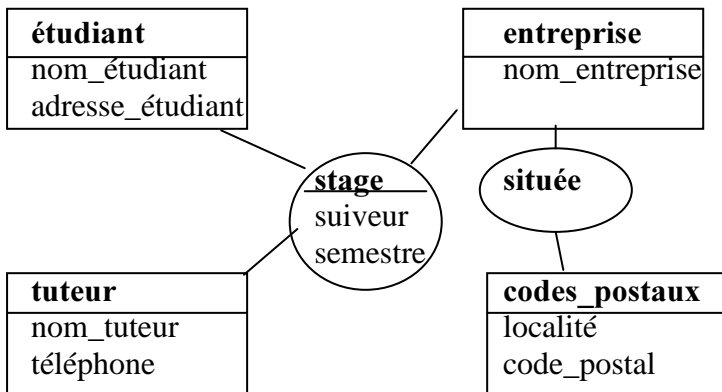 étudiant
nom_étudiant
adresse_étudiant
entreprise
nom_entreprise
stage
suiveur
semestre
située
tuteur
nom_tuteur
téléphone
codes_postaux
localité
code_postal